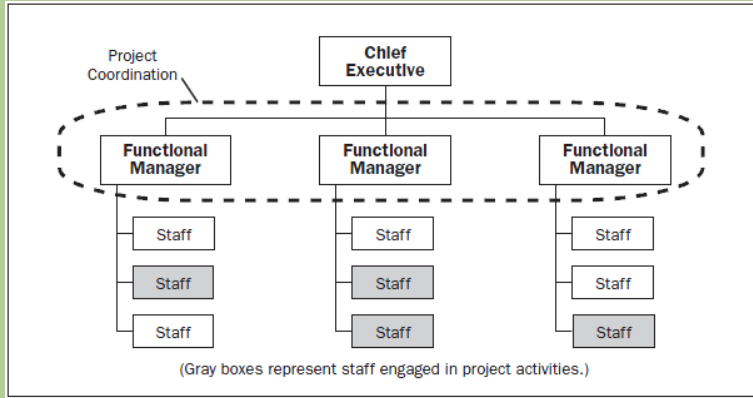 Project
Coordination
Chief
Executive
Functional
Manager
Functional
Manager
Functional
Manager
Staff
Staff
Staff
Staff
Staff
Staff
Staff
Staff
Staff
(Gray boxes represent staff engaged in project activities.)